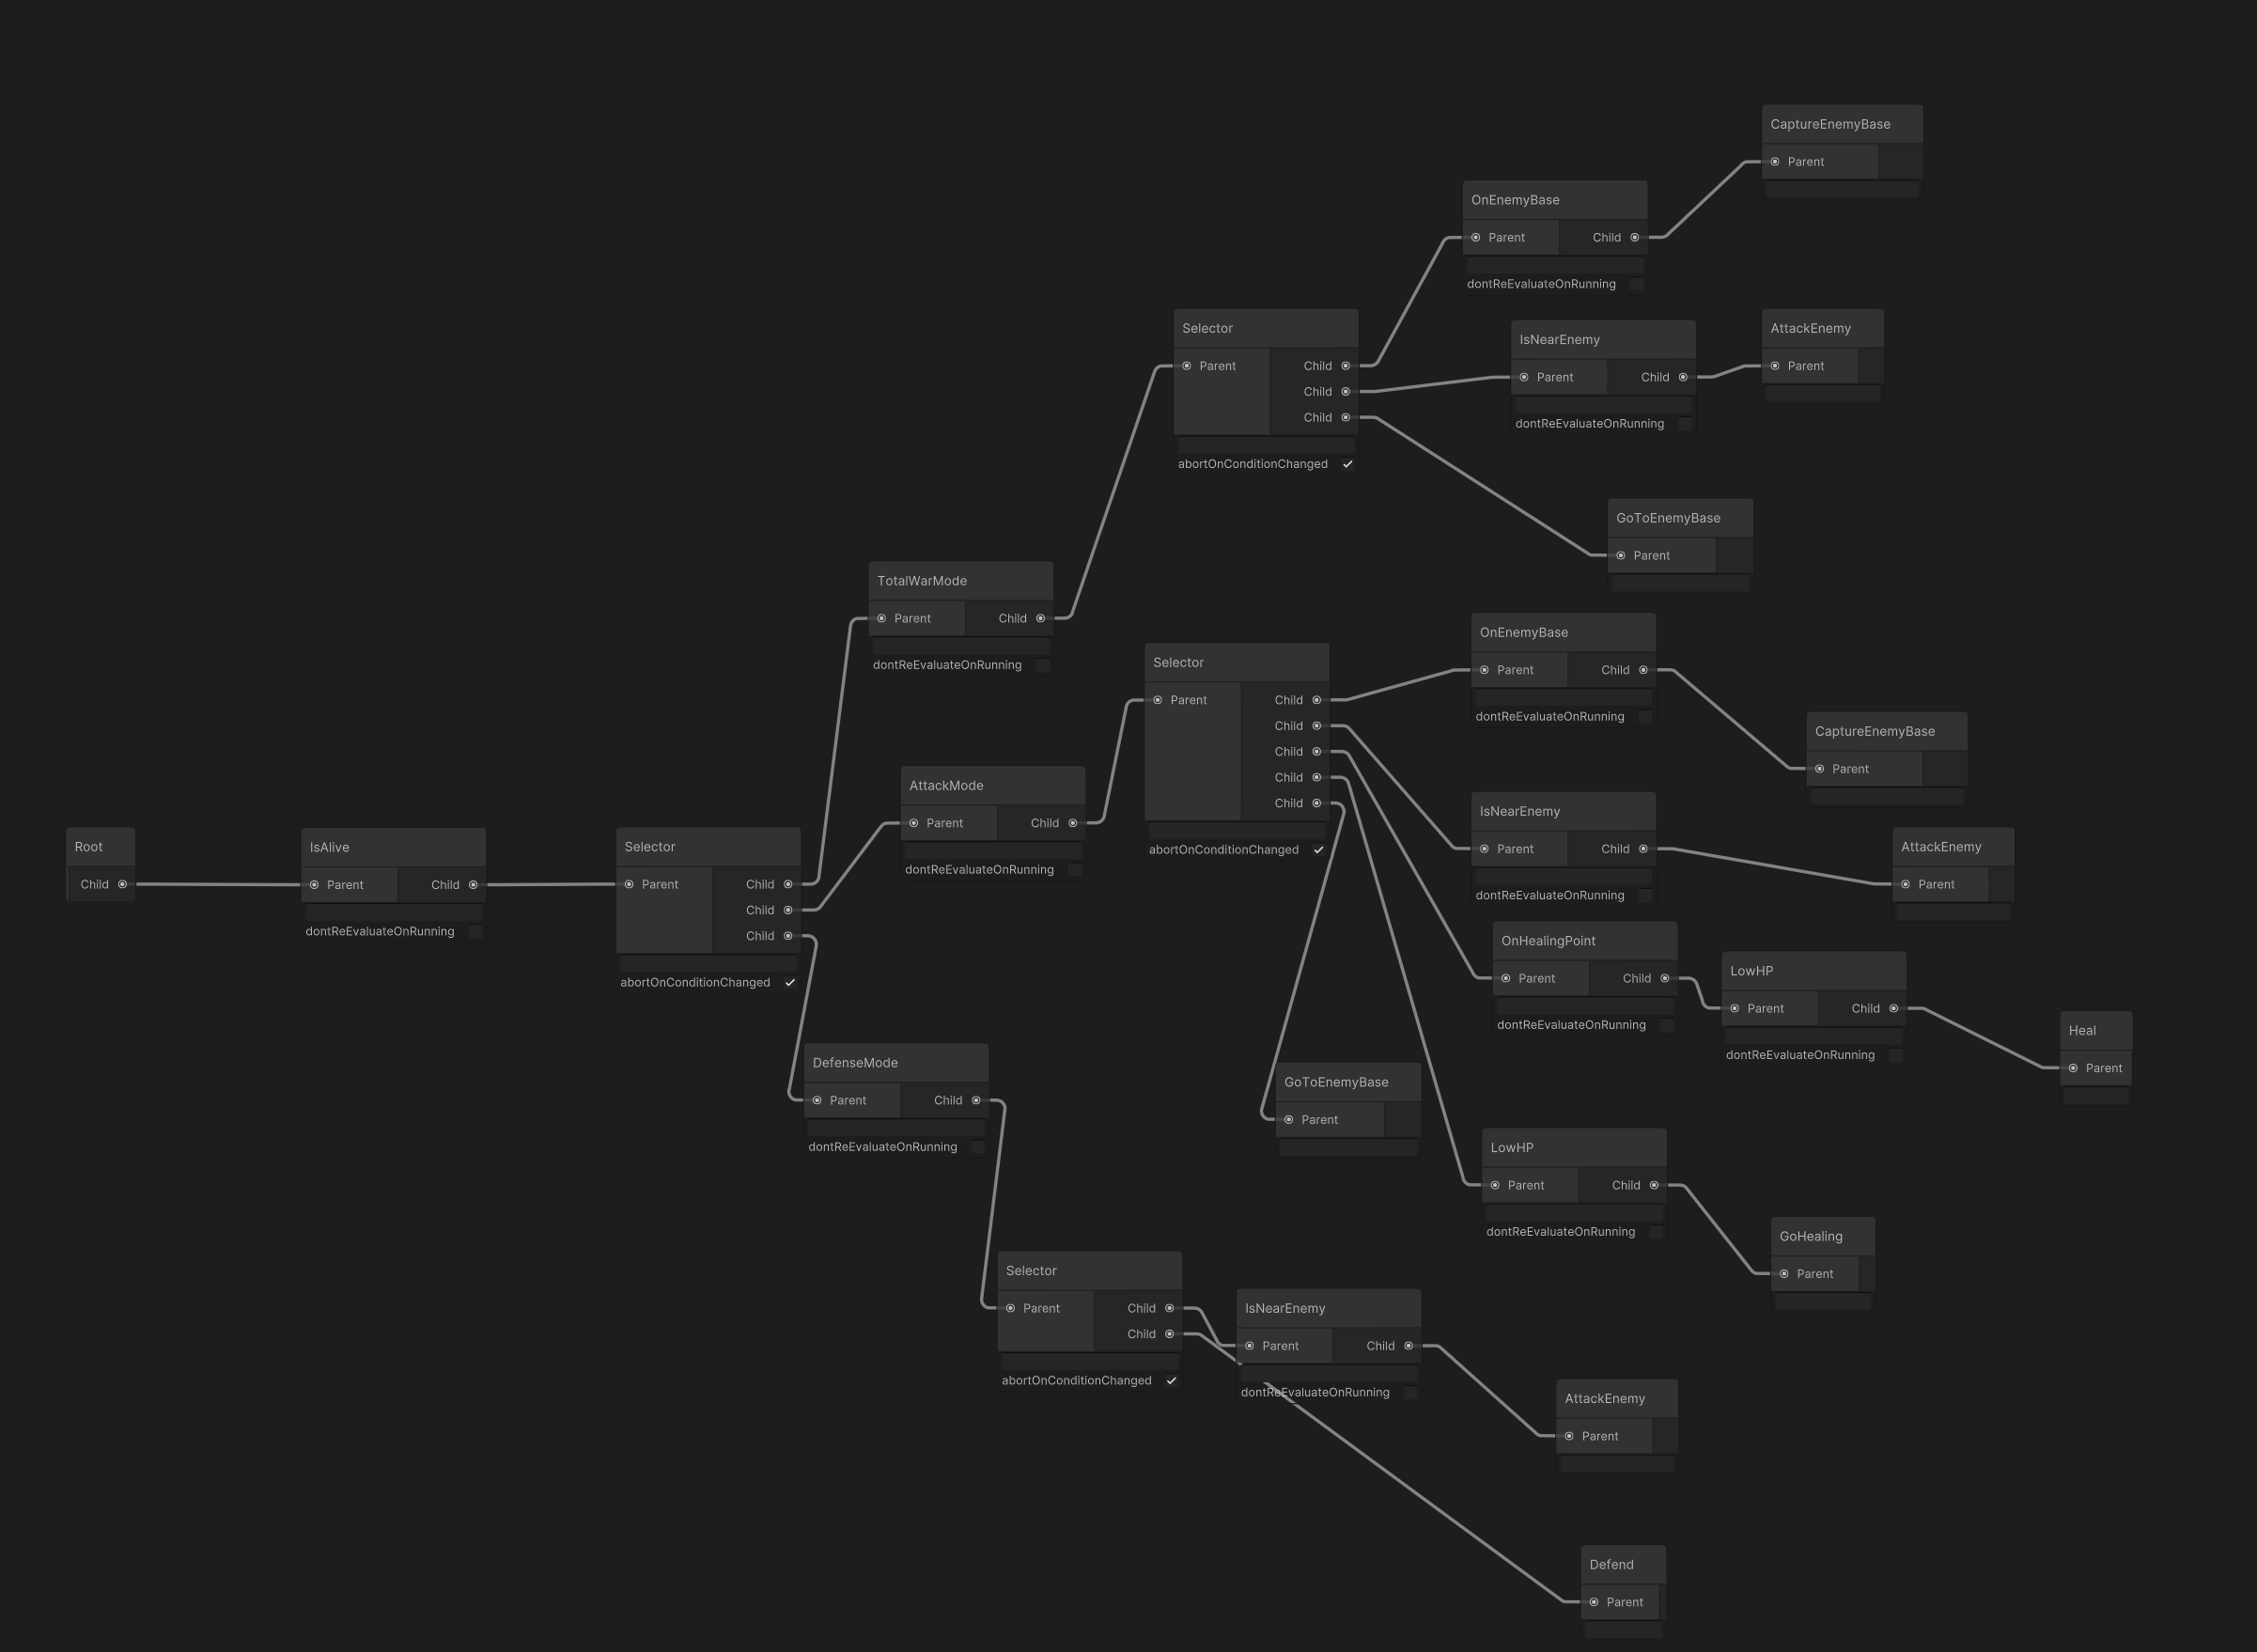 CaptureEnemyBase
Parent
OnEnemyBase
Parent Child
dontReEvaluateOnRunning
Selector
Parent Child
Child
Child
abortOnConditionChanged
IsNearEnemy
Parent Child
dontReEvaluateOnRunning
AttackEnemy
Parent
GoToEnemyBase
Parent
TotalWarMode
Parent Child
dontReEvaluateOnRunning
Selector
Parent Child
Child
Child
Child
Child
abortOnConditionChanged
OnEnemyBase
Parent Child
dontReEvaluateOnRunning
CaptureEnemyBase
Parent
AttackMode
Parent Child
dontReEvaluateOnRunning
IsNearEnemy
Parent Child
dontReEvaluateOnRunning
AttackEnemy
Parent
Root
Child
IsAlive
Parent Child
dontReEvaluateOnRunning
Selector
Parent Child
Child
Child
abortOnConditionChanged
OnHealingPoint
Parent Child
dontReEvaluateOnRunning
LowHP
Parent Child
dontReEvaluateOnRunning
Heal
Parent
DefenseMode
Parent Child
dontReEvaluateOnRunning
GoToEnemyBase
Parent
LowHP
Parent Child
dontReEvaluateOnRunning
GoHealing
Parent
Selector
Parent Child
Child
abortOnConditionChanged
IsNearEnemy
Parent Child
dontReEvaluateOnRunning
AttackEnemy
Parent
Defend
Parent